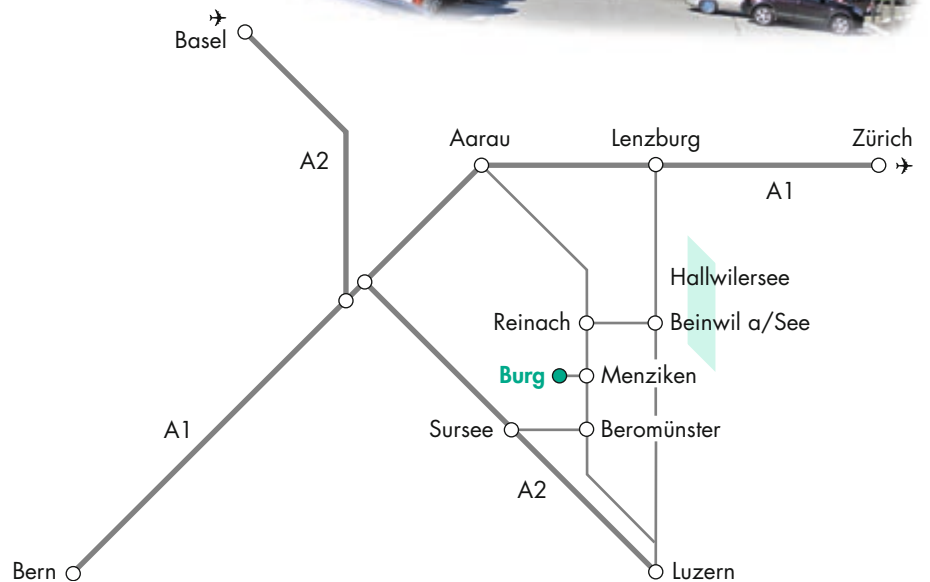 Basel
A2
Aarau
Lenzburg
Zürich
A1
Hallwilersee
Reinach
Beinwil a/See
Burg
Menziken
A1
Sursee
Beromünster
A2
Bern
Luzern